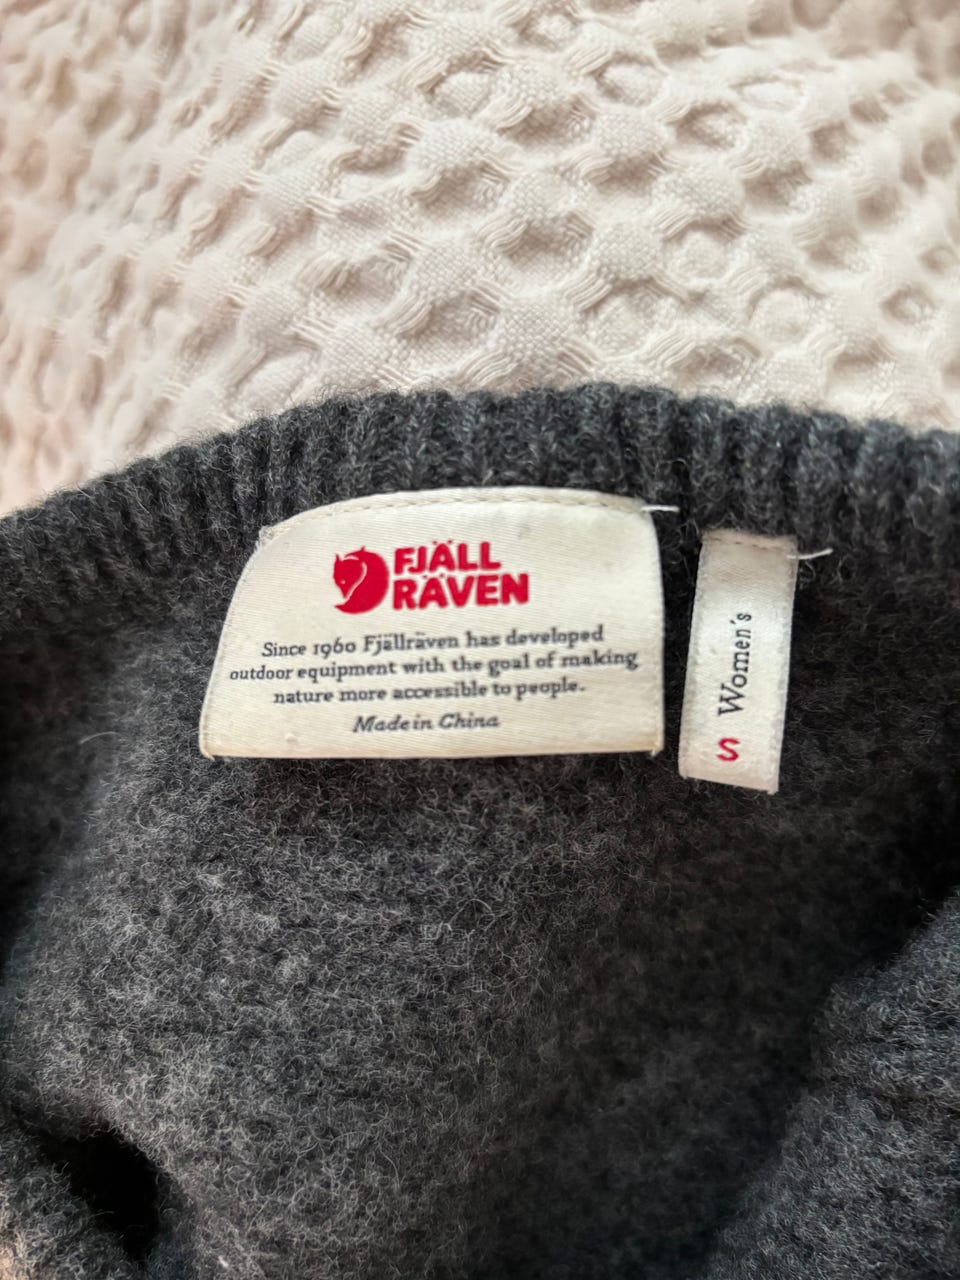 FJÄLL
RÄVEN
Since 1960 Fjällräven has developed
outdoor equipment with the goal of making
nature more accessible to people.
Made in China
Women's
S